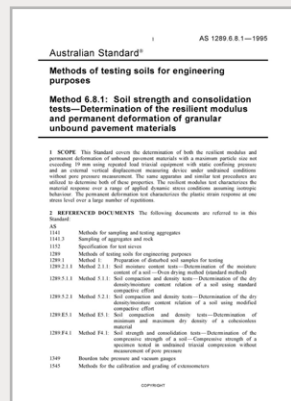 1
AS 1289.6.8.1—1995
Australian Standard®
Methods of testing soils for engineering
purposes
Method 6.8.1: Soil strength and consolidation
tests—Determination of the resilient modulus
and permanent deformation of granular
unbound pavement materials
1 SCOPE This Standard covers the determination of both the resilient modulus and
permanent deformation of unbound pavement materials with a maximum particle size not
exceeding 19 mm using repeated load triaxial equipment with static confining pressure
and an external vertical displacement measuring device under undrained conditions
without pore pressure measurement. The same apparatus and similar test procedures are
utilized to determine both of these properties. The resilient modulus test characterizes the
material response over a range of applied dynamic stress conditions assuming isotropic
behaviour. The permanent deformation test characterizes the plastic strain response at one
stress level over a large number of repetitions.
2 REFERENCED DOCUMENTS The following documents are referred to in this
Standard:
AS
1141 Methods for sampling and testing aggregates
1141.3 Sampling of aggregates and rock
1152 Specification for test sieves
1289 Methods of testing soils for engineering purposes
1289.1 Method 1: Preparation of disturbed soil samples for testing
1289.2.1.1 Method 2.1.1: Soil moisture content tests—Determination of the moisture
content of a soil—Oven drying method (standard method)
1289.5.1.1 Method 5.1.1: Soil compaction and density tests—Determination of the dry
density/moisture content relation of a soil using standard
compactive effort
1289.5.2.1 Method 5.2.1: Soil compaction and density tests—Determination of the dry
density/moisture content relation of a soil using modified
compactive effort
1289.E5.1 Method E5.1: Soil compaction and density tests—Determination of
minimum and maximum dry density of a cohesionless
material
1289.F4.1 Method F4.1: Soil strength and consolidation tests—Determination of the
compressive strength of a soil—Compressive strength of a
specimen tested in undrained triaxial compression without
measurement of pore pressure
1349 Bourdon tube pressure and vacuum gauges
1545 Methods for the calibration and grading of extensometers
COPYRIGHT